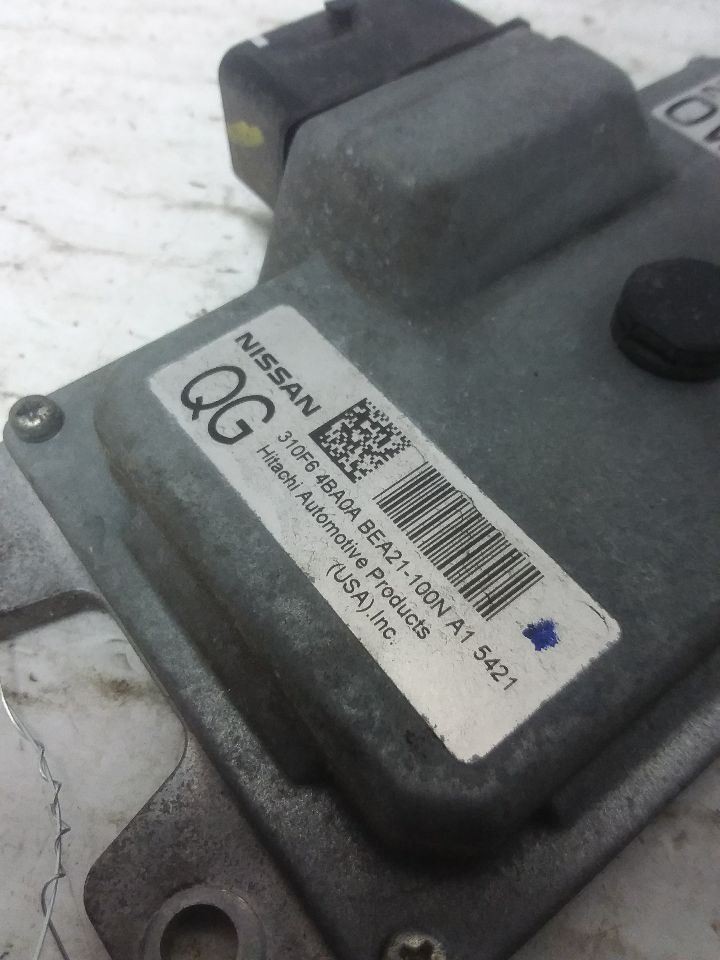 NISSAN
QG
310F6 4BA0A BEA21-100N A1 5421
Hitachi Automotive Products
(USA),Inc.